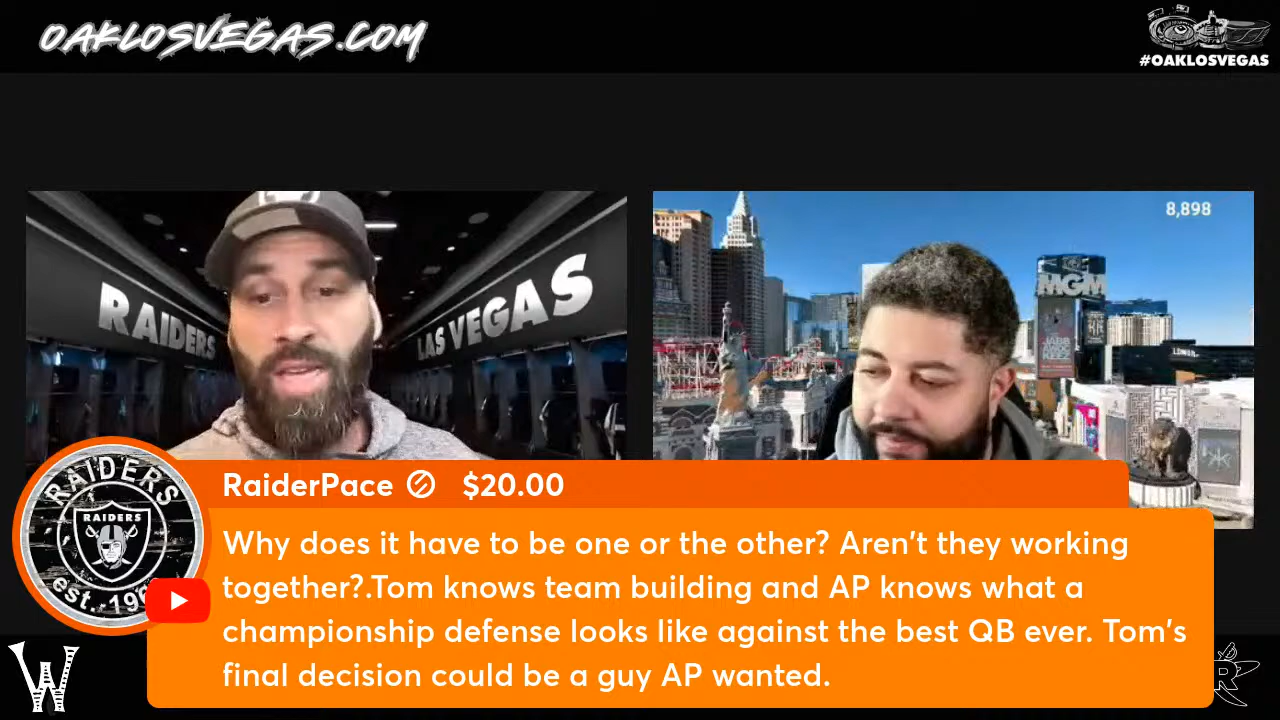 OAKLOSVEGAS.COM
#OAKLOSVEGAS
8,898
RAIDERS
LAS VEGAS
MGM
RaiderPace $20.00
Why does it have to be one or the other? Aren't they working
together?.Tom knows team building and AP knows what a
championship defense looks like against the best QB ever. Tom's
final decision could be a guy AP wanted.
RAIDERS
RAIDERS
est. 19
W
R